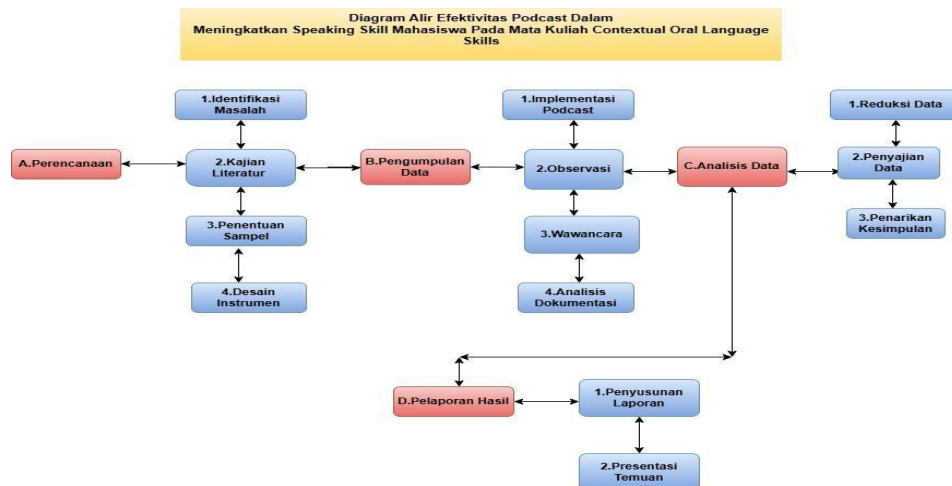 Diagram Alir Efektivitas Podcast Dalam
Meningkatkan Speaking Skill Mahasiswa Pada Mata Kuliah Contextual Oral Language
Skills
A.Perencanaan
1.Identifikasi
Masalah
2.Kajian
Literatur
3.Penentuan
Sampel
4.Desain
Instrumen
B.Pengumpulan
Data
1.Implementasi
Podcast
2.Observasi
3.Wawancara
4.Analisis
Dokumentasi
C.Analisis Data
1.Reduksi Data
2.Penyajian
Data
3.Penarikan
Kesimpulan
D.Pelaporan Hasil
1.Penyusunan
Laporan
2.Presentasi
Temuan